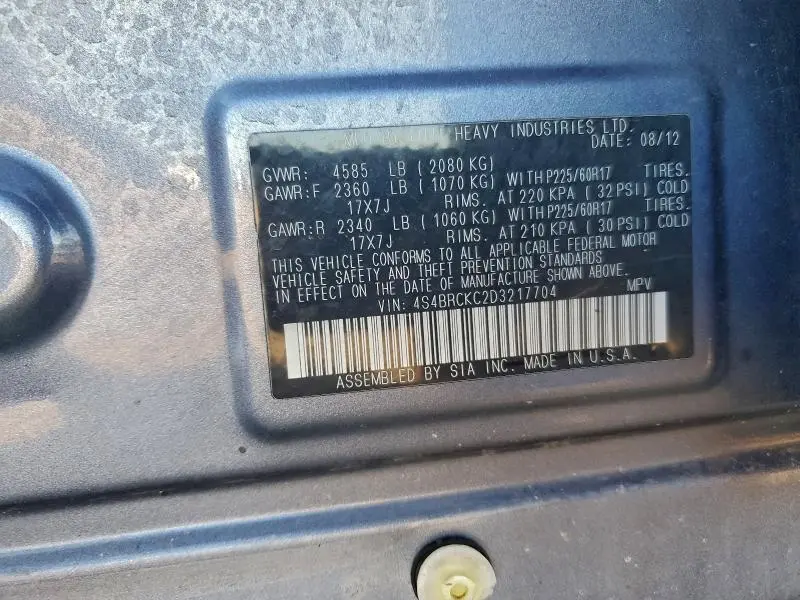 HEAVY INDUSTRIES LTD.
DATE: 08/12
GVWR: 4585 LB ( 2080 KG)
GAWR:F 2360 LB ( 1070 KG) WITH P225/60R17 TIRES.
17X7J RIMS. AT 220 KPA ( 32 PSI) COLD
GAWR:R 2340 LB ( 1060 KG) WITH P225/60R17 TIRES.
17X7J RIMS. AT 210 KPA ( 30 PSI) COLD
THIS VEHICLE CONFORMS TO ALL APPLICABLE FEDERAL MOTOR
VEHICLE SAFETY AND THEFT PREVENTION STANDARDS
IN EFFECT ON THE DATE OF MANUFACTURE SHOWN ABOVE.
VIN: 4S4BRCKC2D3217704 MPV
ASSEMBLED BY SIA INC. MADE IN U.S.A.